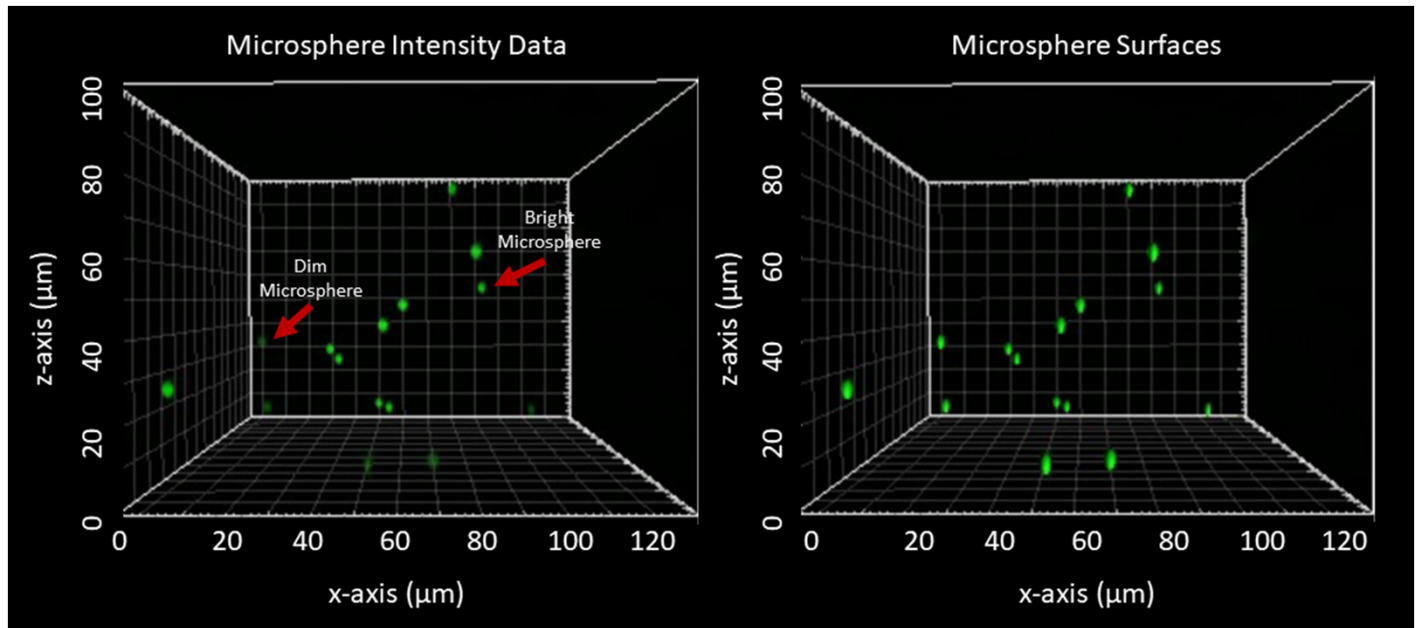 Microsphere Intensity Data
100
80
60
40
20
0
z-axis (µm)
Dim
Microsphere
Bright
Microsphere
0 20 40 60 80 100 120
x-axis (µm)
Microsphere Surfaces
100
80
60
40
20
0
z-axis (µm)
0 20 40 60 80 100 120
x-axis (µm)